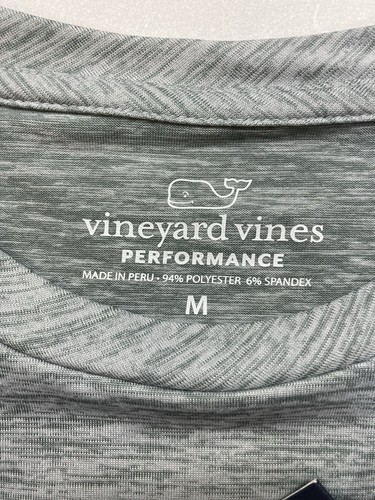 vineyard vines
PERFORMANCE
MADE IN PERU - 94% POLYESTER 6% SPANDEX
M